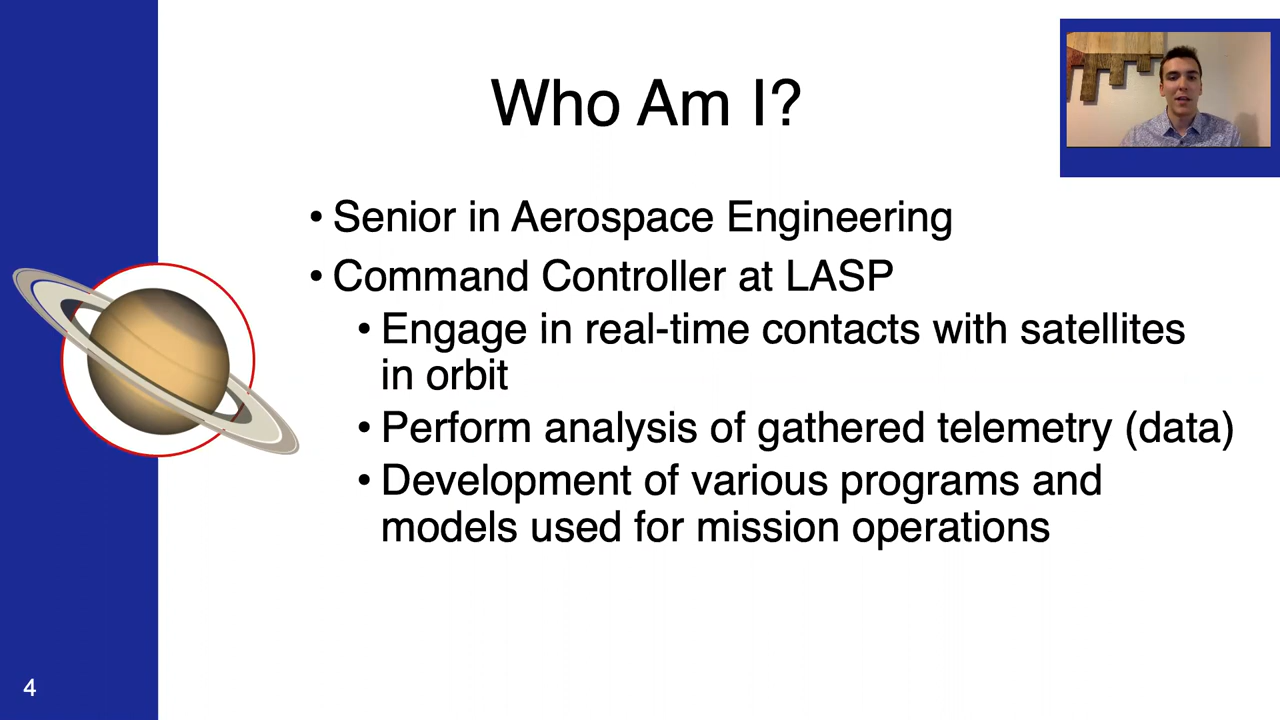 Who Am I?
• Senior in Aerospace Engineering
• Command Controller at LASP
• Engage in real-time contacts with satellites
in orbit
• Perform analysis of gathered telemetry (data)
• Development of various programs and
models used for mission operations
4